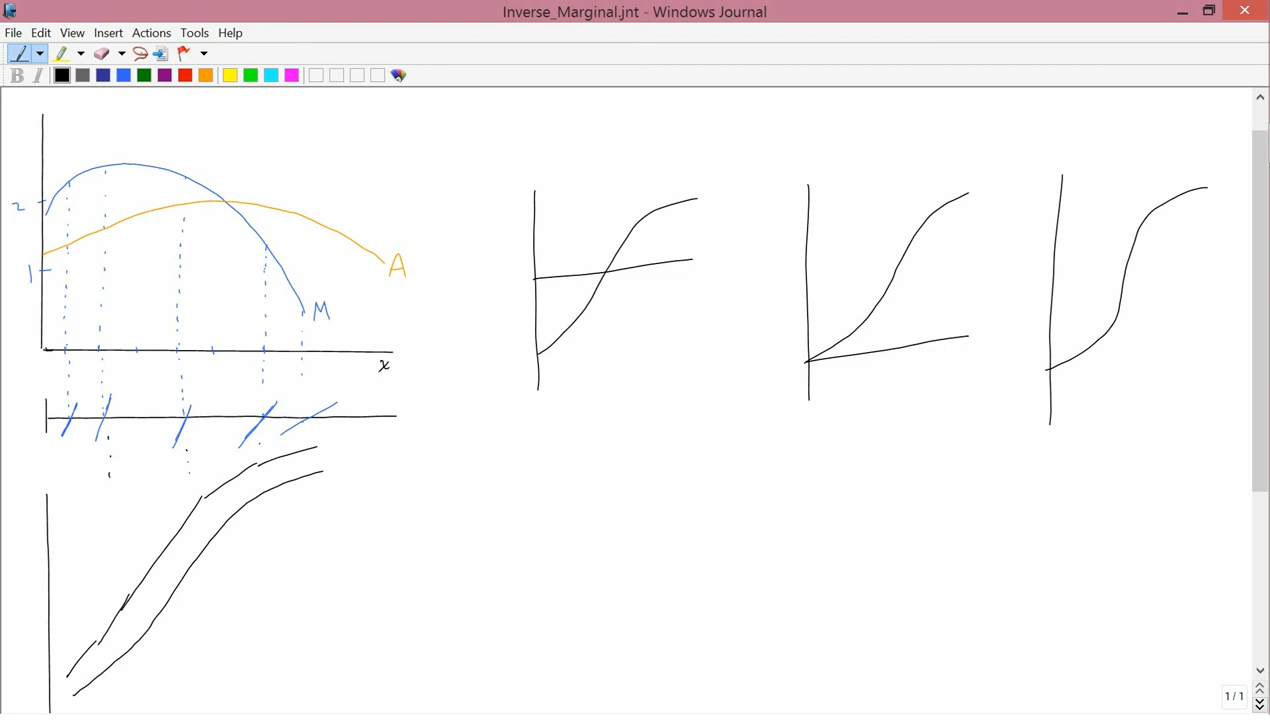 Inverse_Marginal.jnt - Windows Journal
File Edit View Insert Actions Tools Help
B I
2
1
A
M
x
1 / 1